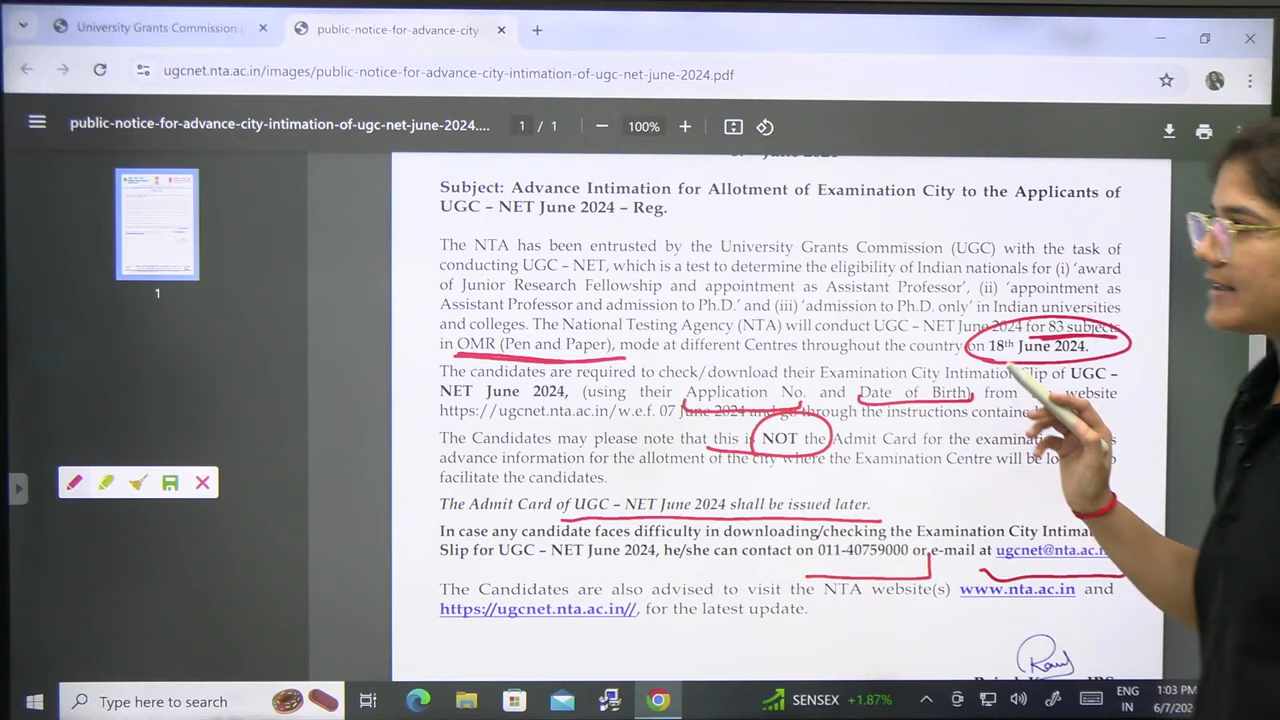 University Grants Commission
public-notice-for-advance-city
ugcnet.nta.ac.in/images/public-notice-for-advance-city-intimation-of-ugc-net-june-2024.pdf
public-notice-for-advance-city-intimation-of-ugc-net-june-2024.... 1 / 1 100%
Subject: Advance Intimation for Allotment of Examination City to the Applicants of
UGC – NET June 2024 – Reg.
The NTA has been entrusted by the University Grants Commission (UGC) with the task of
conducting UGC – NET, which is a test to determine the eligibility of Indian nationals for (i) ‘award
of Junior Research Fellowship and appointment as Assistant Professor’, (ii) ‘appointment as
Assistant Professor and admission to Ph.D.’ and (iii) ‘admission to Ph.D. only’ in Indian universities
and colleges. The National Testing Agency (NTA) will conduct UGC – NET June 2024 for 83 subjects
in OMR (Pen and Paper), mode at different Centres throughout the country on 18th June 2024.
The candidates are required to check/download their Examination City Intimation Slip of UGC –
NET June 2024, (using their Application No. and Date of Birth) from website
https://ugcnet.nta.ac.in/ w.e.f. 07 June 2024 and go through the instructions
The Candidates may please note that this is NOT the Admit Card for the
advance information for the allotment of the city where the Examination Centre will be
facilitate the candidates.
The Admit Card of UGC – NET June 2024 shall be issued later.
In case any candidate faces difficulty in downloading/checking the Examination City
Slip for UGC – NET June 2024, he/she can contact on 011-40759000 or e-mail at ugcnet@nta.ac.
The Candidates are also advised to visit the NTA website(s) www.nta.ac.in and
https://ugcnet.nta.ac.in//, for the latest update.
1
Type here to search
SENSEX +1.87%
ENG
IN
1:03 PM
6/7/202